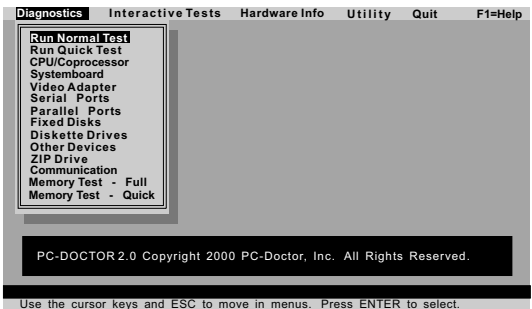 Diagnostics Interactive Tests Hardware Info Utility Quit F1=Help
Run Normal Test
Run Quick Test
CPU/Coprocessor
Systemboard
Video Adapter
Serial Ports
Parallel Ports
Fixed Disks
Diskette Drives
Other Devices
ZIP Drive
Communication
Memory Test - Full
Memory Test - Quick
PC-DOCTOR 2.0 Copyright 2000 PC-Doctor, Inc. All Rights Reserved.
Use the cursor keys and ESC to move in menus. Press ENTER to select.